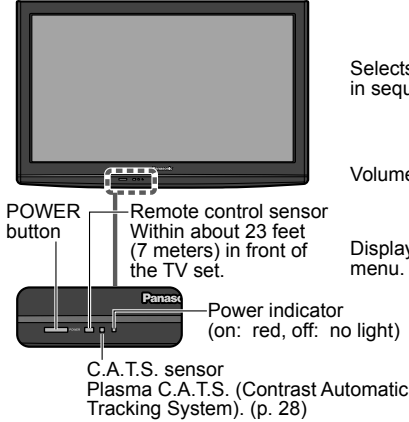 Panasonic
Selects
in sequ
Volume
Display
menu.
POWER
button
Remote control sensor
Within about 23 feet
(7 meters) in front of
the TV set.
Panaso
POWER
Power indicator
(on: red, off: no light)
C.A.T.S. sensor
Plasma C.A.T.S. (Contrast Automatic
Tracking System). (p. 28)